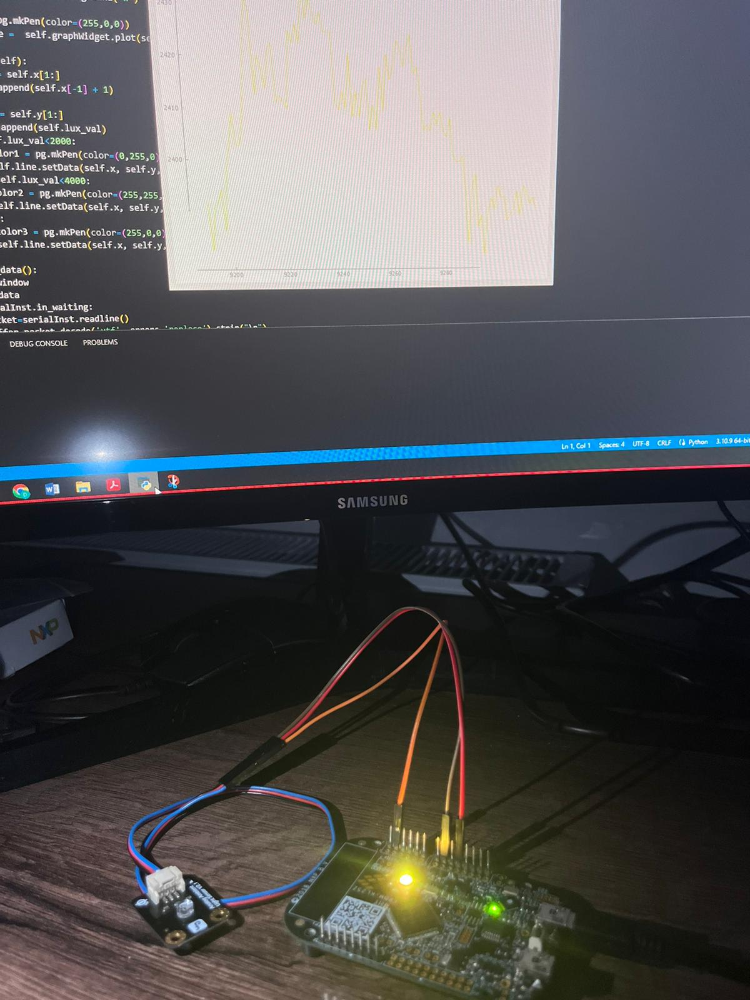 2430
pg.mkPen(color=(255,0,0))
e = self.graphWidget.plot(se
2420
elf):
= self.x[1:]
append(self.x[-1] + 1)
2410
= self.y[1:]
append(self.lux_val)
f.lux_val<2000:
lor1 = pg.mkPen(color=(0,255,0)
2400
lf.line.setData(self.x, self.y,
self.lux_val<4000:
olor2 = pg.mkPen(color=(255,255,
elf.line.setData(self.x, self.y,
:
color3 = pg.mkPen(color=(255,0,0)
self.line.setData(self.x, self.y,
9200 9220 9240 9260 9280
_data():
window
data
alInst.in_waiting:
ket=serialInst.readline()
DEBUG CONSOLE PROBLEMS
Ln 1, Col 1 Spaces: 4 UTF-8 CRLF Python 3.10.9 64-bit
SAMSUNG
NXP